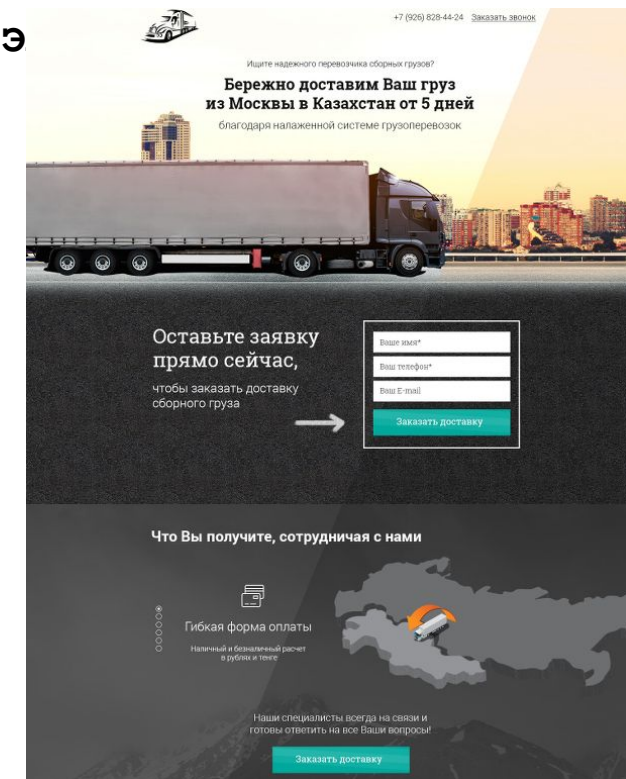 Э
+7 (926) 828-44-24 Заказать звонок
Ищите надежного перевозчика сборных грузов?
Бережно доставим Ваш груз
из Москвы в Казахстан от 5 дней
благодаря налаженной системе грузоперевозок
Оставьте заявку
прямо сейчас,
чтобы заказать доставку
сборного груза
Ваше имя*
Ваш телефон*
Ваш E-mail
Заказать доставку
Что Вы получите, сотрудничая с нами
Гибкая форма оплаты
Наличный и безналичный расчет
в рублях и тенге
Наши специалисты всегда на связи и
готовы ответить на все Ваши вопросы!
Заказать доставку